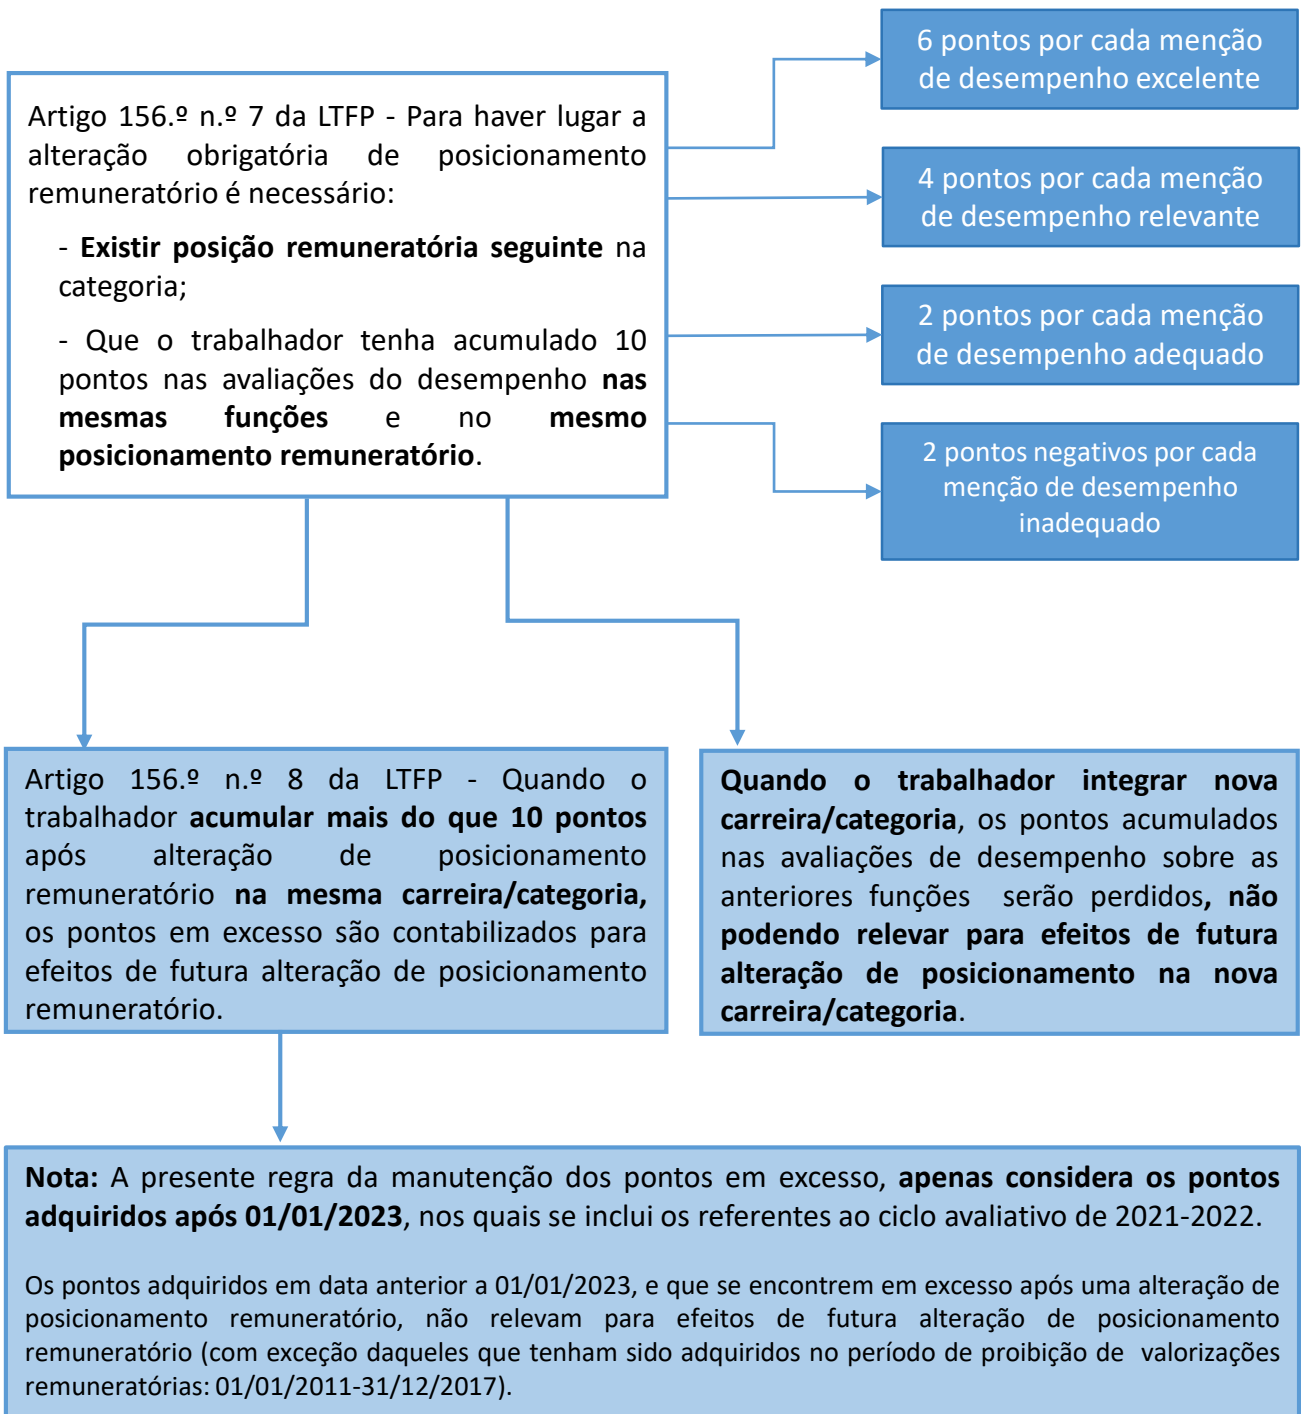 Artigo 156.º n.º 7 da LTFP - Para haver lugar a
alteração obrigatória de posicionamento
remuneratório é necessário:
- Existir posição remuneratória seguinte na
categoria;
- Que o trabalhador tenha acumulado 10
pontos nas avaliações do desempenho nas
mesmas funções e no mesmo
posicionamento remuneratório.
6 pontos por cada menção
de desempenho excelente
4 pontos por cada menção
de desempenho relevante
2 pontos por cada menção
de desempenho adequado
2 pontos negativos por cada
menção de desempenho
inadequado
Artigo 156.º n.º 8 da LTFP - Quando o
trabalhador acumular mais do que 10 pontos
após alteração de posicionamento
remuneratório na mesma carreira/categoria,
os pontos em excesso são contabilizados para
efeitos de futura alteração de posicionamento
remuneratório.
Quando o trabalhador integrar nova
carreira/categoria, os pontos acumulados
nas avaliações de desempenho sobre as
anteriores funções serão perdidos, não
podendo relevar para efeitos de futura
alteração de posicionamento na nova
carreira/categoria.
Nota: A presente regra da manutenção dos pontos em excesso, apenas considera os pontos
adquiridos após 01/01/2023, nos quais se inclui os referentes ao ciclo avaliativo de 2021-2022.
Os pontos adquiridos em data anterior a 01/01/2023, e que se encontrem em excesso após uma alteração de
posicionamento remuneratório, não relevam para efeitos de futura alteração de posicionamento
remuneratório (com exceção daqueles que tenham sido adquiridos no período de proibição de valorizações
remuneratórias: 01/01/2011-31/12/2017).